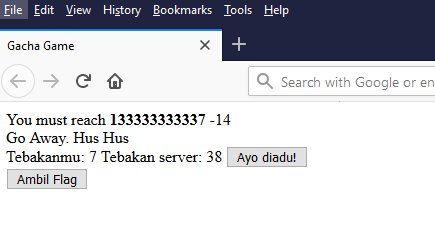 File Edit View History Bookmarks Tools Help
Gacha Game
Search with Google or en
You must reach 133333333337 -14
Go Away. Hus Hus
Tebakanmu: 7 Tebakan server: 38 Ayo diadu!
Ambil Flag